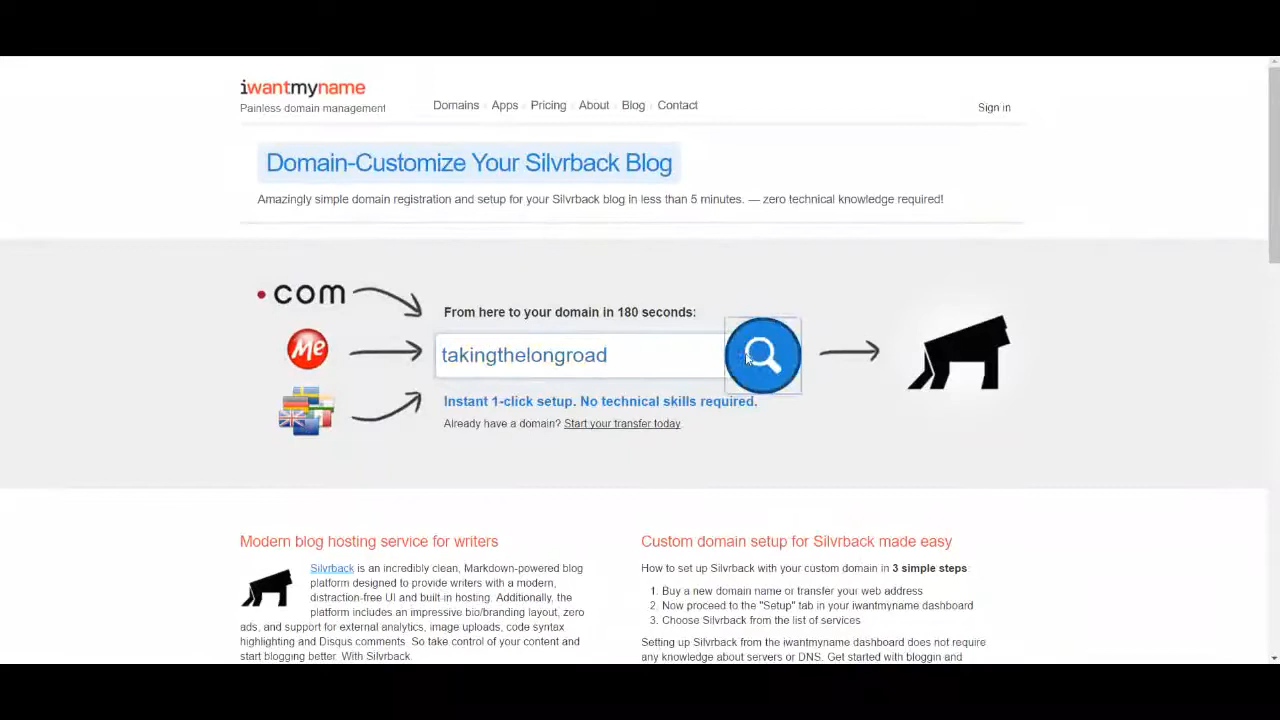 iwantmyname
Painless domain management
Domains Apps Pricing About Blog Contact
Sign in
Domain-Customize Your Silvrback Blog
Amazingly simple domain registration and setup for your Silvrback blog in less than 5 minutes. — zero technical knowledge required!
.com
Me
From here to your domain in 180 seconds:
takingthelongroad
Instant 1-click setup. No technical skills required.
Already have a domain? Start your transfer today.
Modern blog hosting service for writers
Silvrback is an incredibly clean, Markdown-powered blog
platform designed to provide writers with a modern,
distraction-free UI and built-in hosting. Additionally, the
platform includes an impressive bio/branding layout, zero
ads, and support for external analytics, image uploads, code syntax
highlighting and Disqus comments. So take control of your content and
start blogging better. With Silvrback.
Custom domain setup for Silvrback made easy
How to set up Silvrback with your custom domain in 3 simple steps:
1. Buy a new domain name or transfer your web address
2. Now proceed to the "Setup" tab in your iwantmyname dashboard
3. Choose Silvrback from the list of services
Setting up Silvrback from the iwantmyname dashboard does not require
any knowledge about servers or DNS. Get started with bloggin and